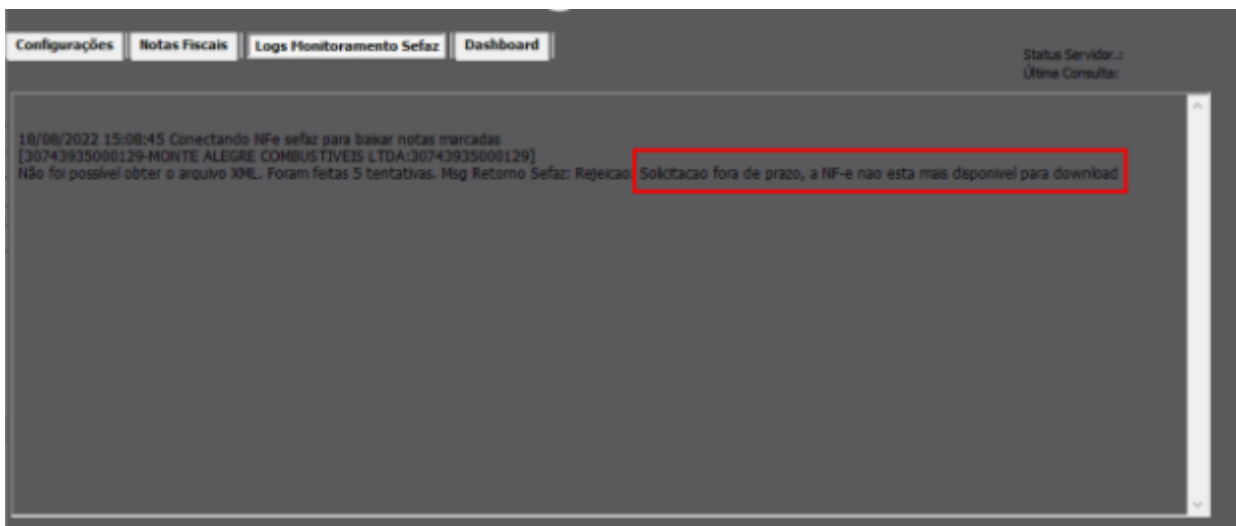 Configurações Notas Fiscais Logs Monitoramento Sefaz Dashboard
Status Servidor..:
Última Consulta:
18/08/2022 15:08:45 Conectando NFe sefaz para baixar notas marcadas
[30743935000129-MONTE ALEGRE COMBUSTIVEIS LTDA:30743935000129]
Não foi possível obter o arquivo XML. Foram feitas 5 tentativas. Msg Retorno Sefaz: Rejeicao: Solicitacao fora de prazo, a NF-e nao esta mais disponivel para download